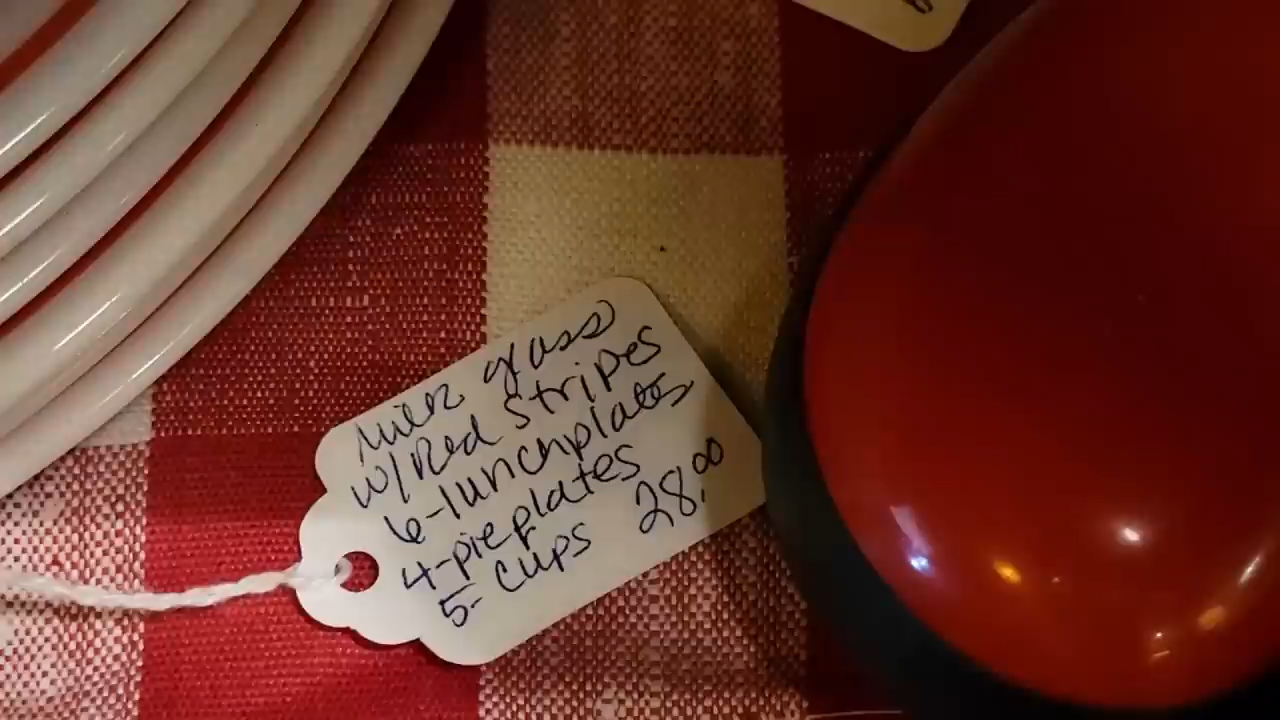 Milk glass
w/Red Stripes
6-lunchplates
4-pieplates
5- cups 28.00